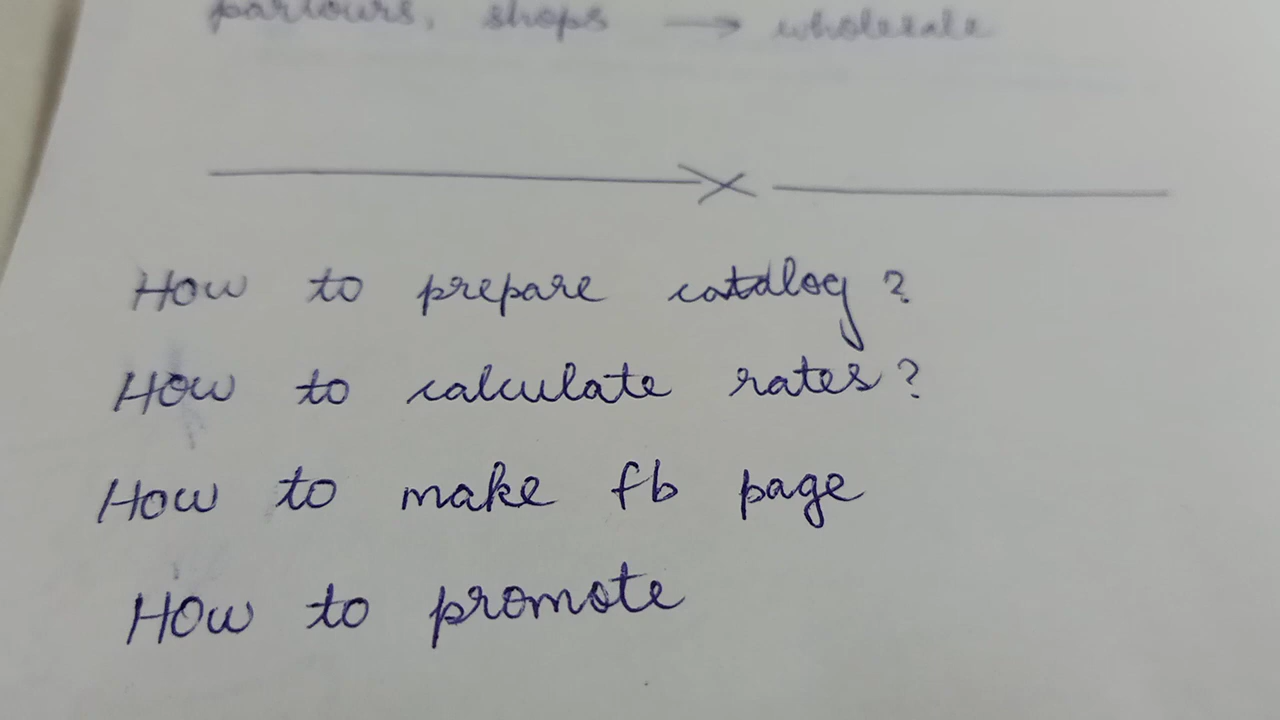 parlours, shops → wholesale
How to prepare catalog?
How to calculate rates?
How to make fb page
How to promote